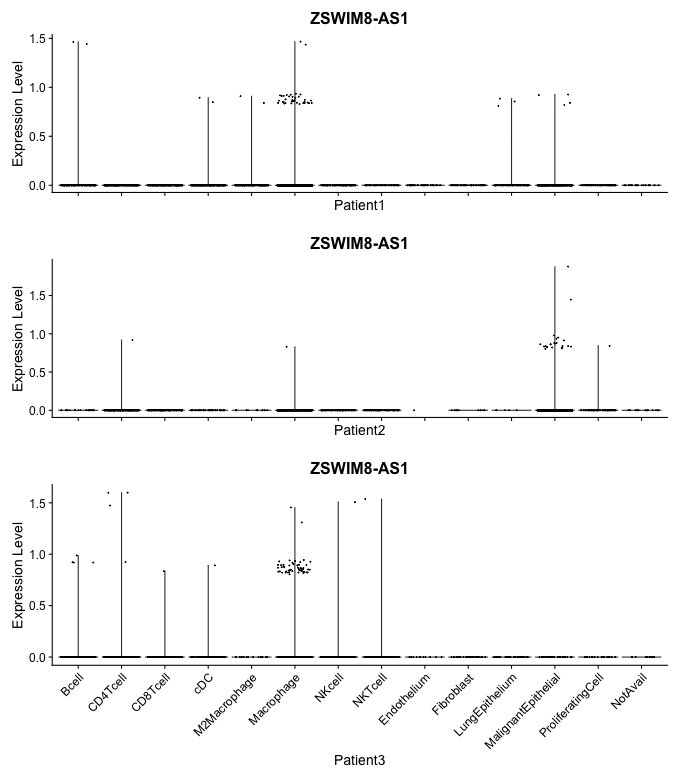 ZSWIM8-AS1
Expression Level
1.5
1.0
0.5
0.0
Patient1
ZSWIM8-AS1
Expression Level
1.5
1.0
0.5
0.0
Patient2
ZSWIM8-AS1
Expression Level
1.5
1.0
0.5
0.0
Bcell
CD4Tcell
CD8Tcell
cDC
M2Macrophage
Macrophage
NKcell
NKTcell
Endothelium
Fibroblast
LungEpithelium
MalignantEpithelial
ProliferatingCell
NotAvail
Patient3